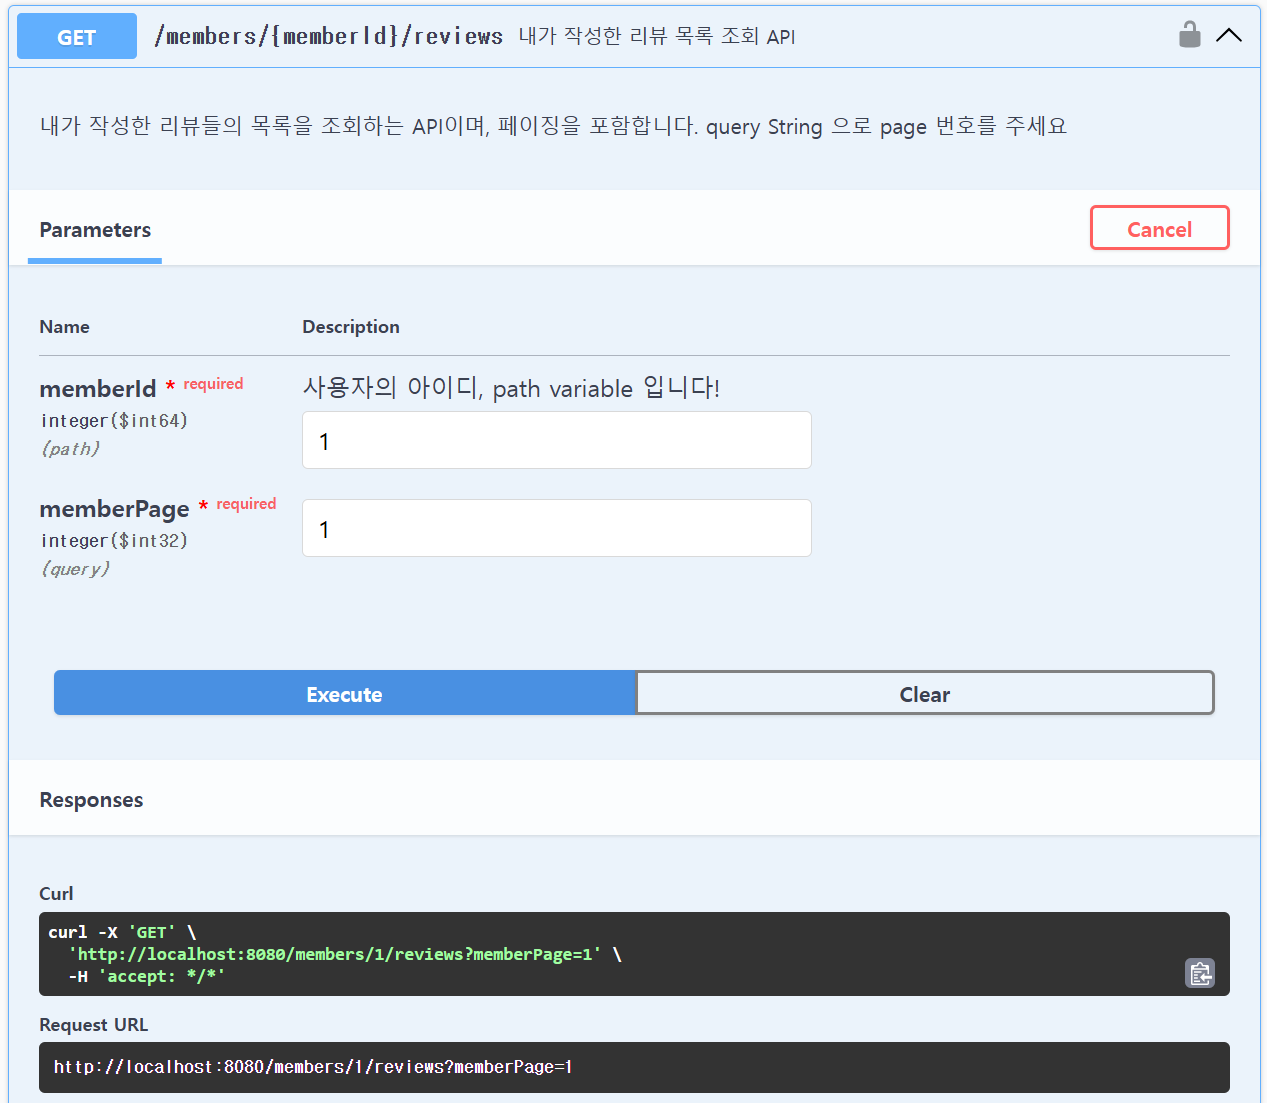 GET /members/{memberId}/reviews 내가 작성한 리뷰 목록 조회 API
내가 작성한 리뷰들의 목록을 조회하는 API이며, 페이징을 포함합니다. query String 으로 page 번호를 주세요
Parameters
Cancel
Name Description
memberId * required
사용자의 아이디, path variable 입니다!
integer($int64)
(path)
1
memberPage * required
integer($int32)
(query)
1
Execute Clear
Responses
Curl
curl -X 'GET' \
'http://localhost:8080/members/1/reviews?memberPage=1' \
-H 'accept: */*'
Request URL
http://localhost:8080/members/1/reviews?memberPage=1